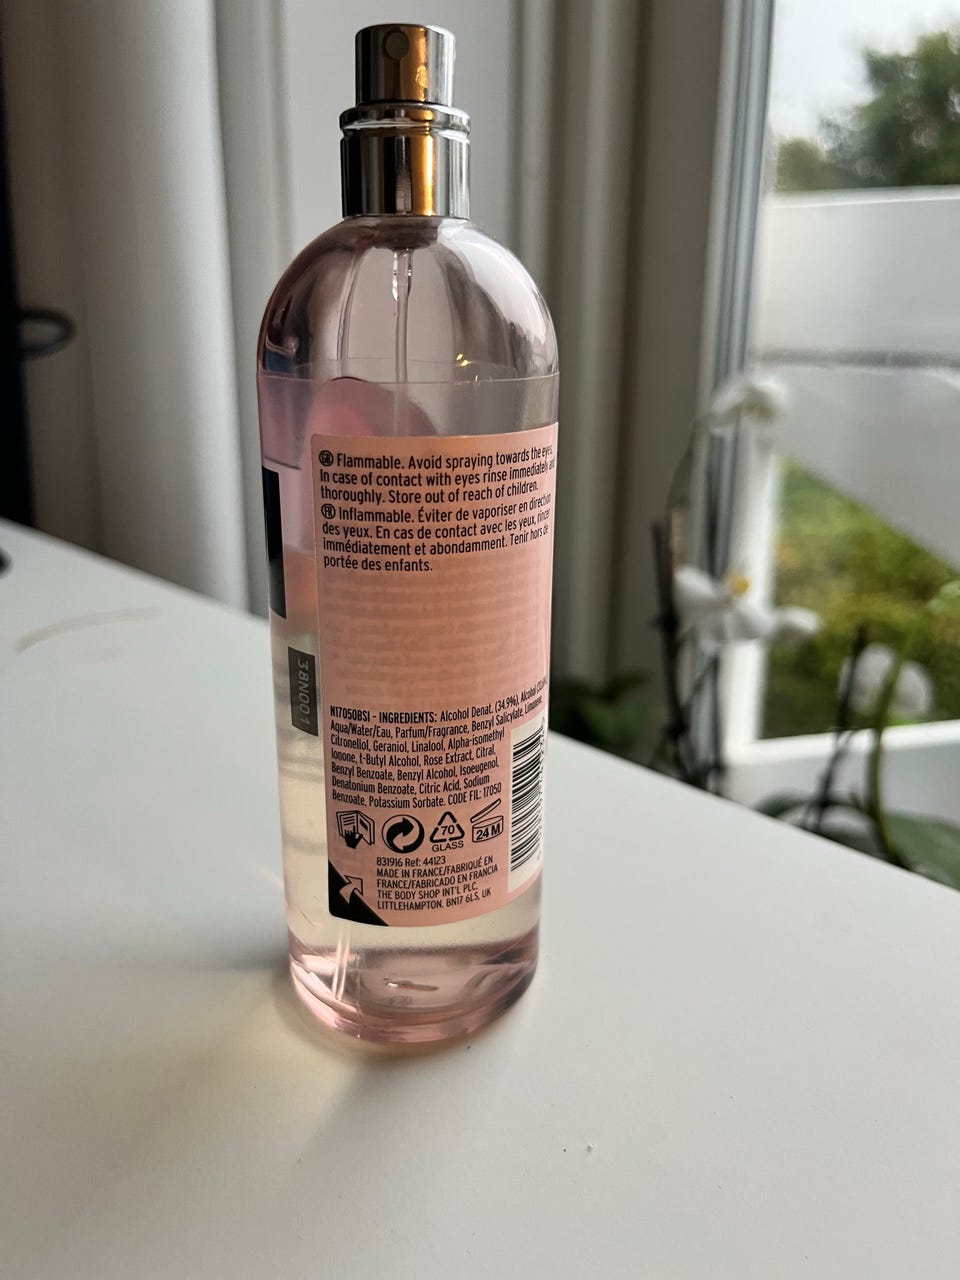 GB Flammable. Avoid spraying towards the eyes.
In case of contact with eyes rinse immediately and
thoroughly. Store out of reach of children.
FR Inflammable. Éviter de vaporiser en direction
des yeux. En cas de contact avec les yeux, rincer
immédiatement et abondamment. Tenir hors de
portée des enfants.
38N001
N17050BSI - INGREDIENTS: Alcohol Denat. (34.9%), Alcohol
Aqua/Water/Eau, Parfum/Fragrance, Benzyl Salicylate, Limonene,
Citronellol, Geraniol, Linalool, Alpha-isomethyl
Ionone, t-Butyl Alcohol, Rose Extract, Citral,
Benzyl Benzoate, Benzyl Alcohol, Isoeugenol,
Denatonium Benzoate, Citric Acid, Sodium
Benzoate, Potassium Sorbate. CODE FIL: 17050
70
GLASS
24 M
831916 Ref: 44123
MADE IN FRANCE/FABRIQUÉ EN
FRANCE/FABRICADO EN FRANCIA
THE BODY SHOP INT'L PLC,
LITTLEHAMPTON, BN17 6LS, UK